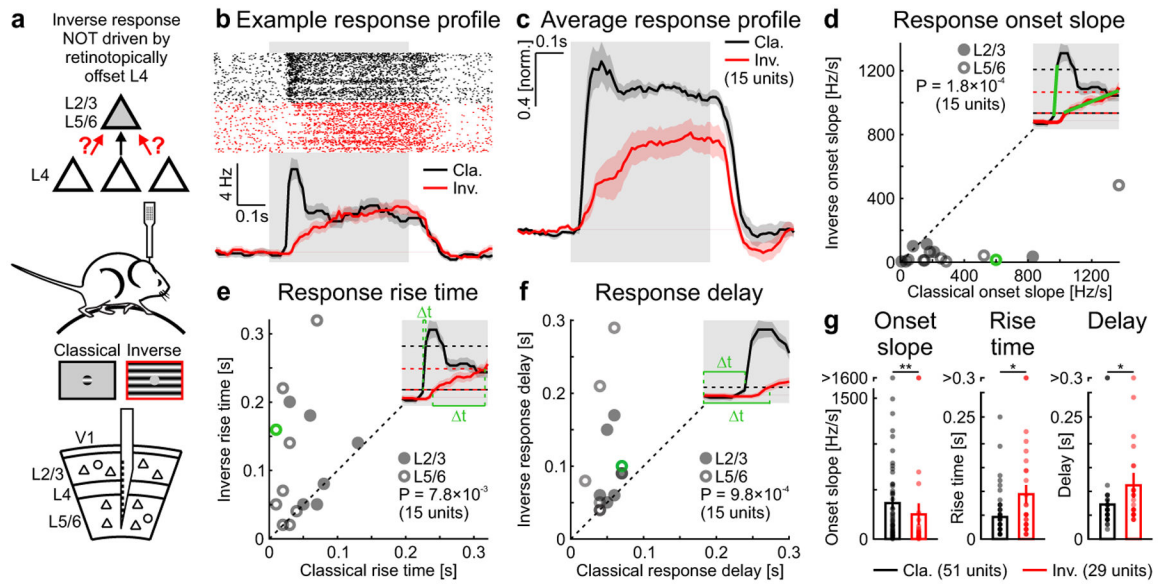 a
Inverse response
NOT driven by
retinotopically
offset L4
L2/3
L5/6
?
?
L4
Classical
Inverse
V1
L2/3
L4
L5/6
b Example response profile
4 Hz
0.1s
Cla.
Inv.
c Average response profile
0.1s
0.4 [norm.]
Cla.
Inv.
(15 units)
d Response onset slope
Inverse onset slope [Hz/s]
1200
1000
800
600
400
200
0
L2/3
L5/6
P = 1.8×10⁻⁴
(15 units)
0 400 800 1200
Classical onset slope [Hz/s]
e Response rise time
Inverse rise time [s]
0.3
0.2
0.1
0
Δt
Δt
L2/3
L5/6
P = 7.8×10⁻³
(15 units)
0 0.1 0.2 0.3
Classical rise time [s]
f Response delay
Inverse response delay [s]
0.3
0.2
0.1
0
Δt
Δt
L2/3
L5/6
P = 9.8×10⁻⁴
(15 units)
0 0.1 0.2 0.3
Classical response delay [s]
g
Onset
slope
**
>1600
1500
0
Onset slope [Hz/s]
Rise
time
*
>0.3
0.25
0
Rise time [s]
Delay
*
>0.3
0.25
0
Delay [s]
Cla. (51 units)
Inv. (29 units)